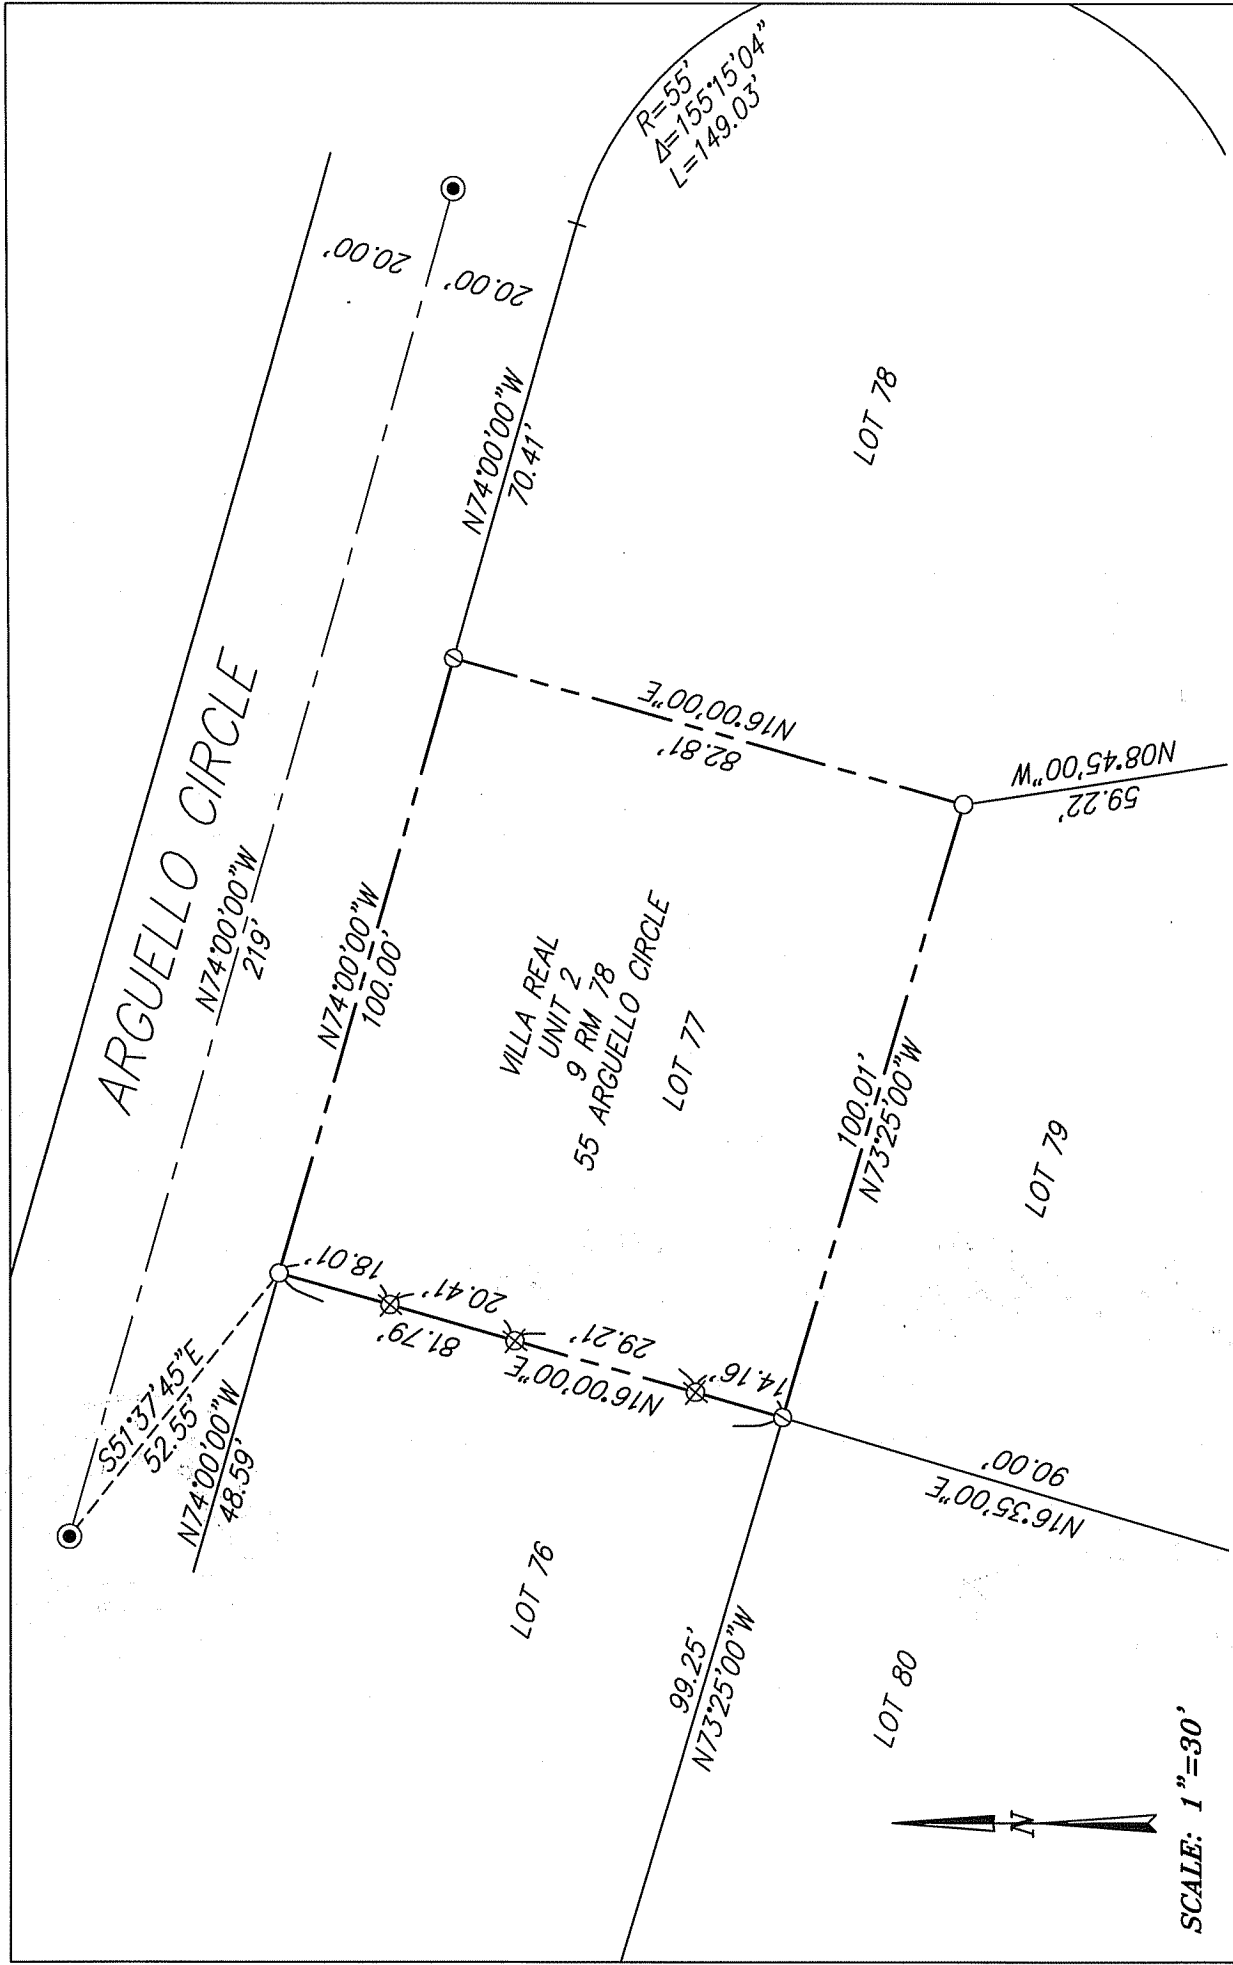 ARGUELLO CIRCLE
N74°00'00"W
219'
20.00'
20.00'
R=55'
Δ=155°15'04"
L=149.03'
S51°37'45"E
52.55'
N74°00'00"W
48.59'
N74°00'00"W
100.00'
N74°00'00"W
70.41'
18.01'
20.41'
81.79'
29.21'
N16°00'00"E
14.16'
VILLA REAL
UNIT 2
9 RM 78
55 ARGUELLO CIRCLE
LOT 77
N16°00'00"E
82.81'
LOT 78
100.01'
N73°25'00"W
N08°45'00"W
59.22'
LOT 76
LOT 79
99.25'
N73°25'00"W
90.00'
N16°35'00"E
LOT 80
N
SCALE: 1"=30'